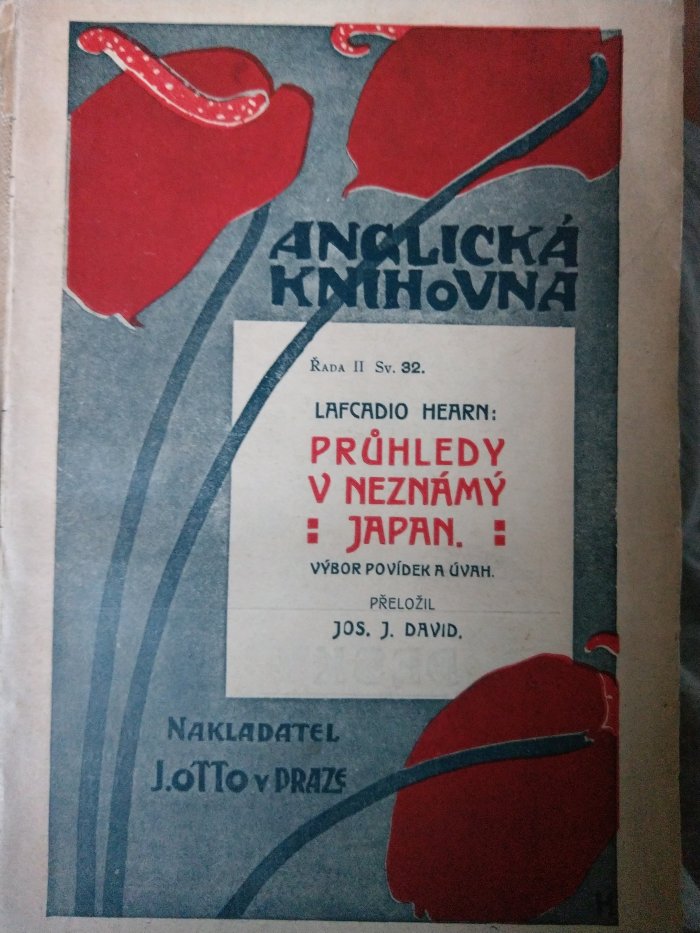 ANGLICKÁ
KNIHOVNA
ŘADA II SV. 32.
LAFCADIO HEARN:
PRŮHLEDY
V NEZNÁMÝ
JAPAN.
VÝBOR POVÍDEK A ÚVAH.
PŘELOŽIL
JOS. J. DAVID.
NAKLADATEL
J. OTTO V PRAZE
H